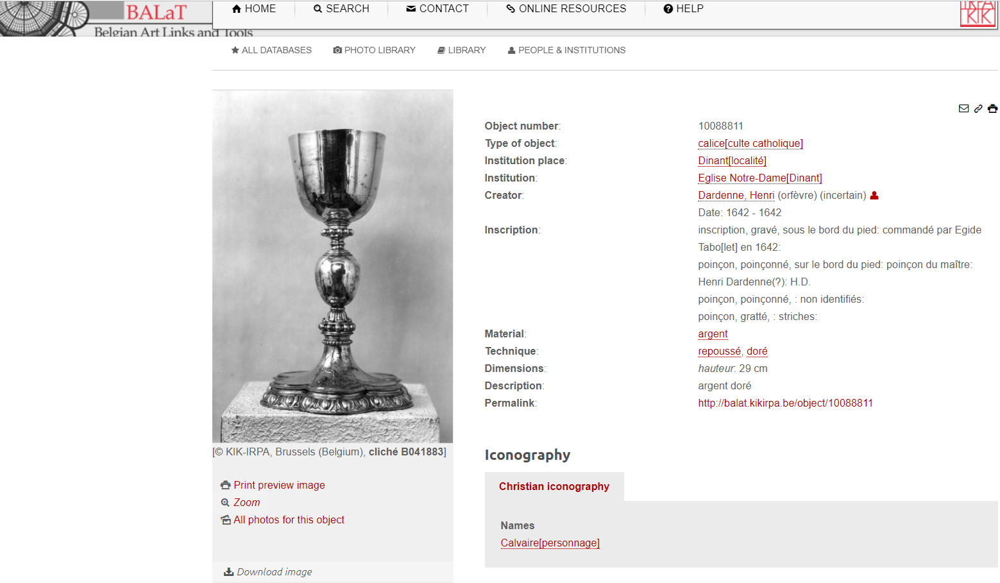 BALaT
Belgian Art Links and Tools
HOME
SEARCH
CONTACT
ONLINE RESOURCES
HELP
IRPA
KIK
ALL DATABASES
PHOTO LIBRARY
LIBRARY
PEOPLE & INSTITUTIONS
[© KIK-IRPA, Brussels (Belgium), cliché B041883]
Print preview image
Zoom
All photos for this object
Download image
Object number: 10088811
Type of object: calice[culte catholique]
Institution place: Dinant[localité]
Institution: Eglise Notre-Dame[Dinant]
Creator: Dardenne, Henri (orfèvre) (incertain)
Date: 1642 - 1642
Inscription: inscription, gravé, sous le bord du pied: commandé par Egide
Tabo[let] en 1642:
poinçon, poinçonné, sur le bord du pied: poinçon du maître:
Henri Dardenne(?): H.D.
poinçon, poinçonné, : non identifiés:
poinçon, gratté, : striches:
Material: argent
Technique: repoussé, doré
Dimensions: hauteur: 29 cm
Description: argent doré
Permalink: http://balat.kikirpa.be/object/10088811
Iconography
Christian iconography
Names
Calvaire[personnage]